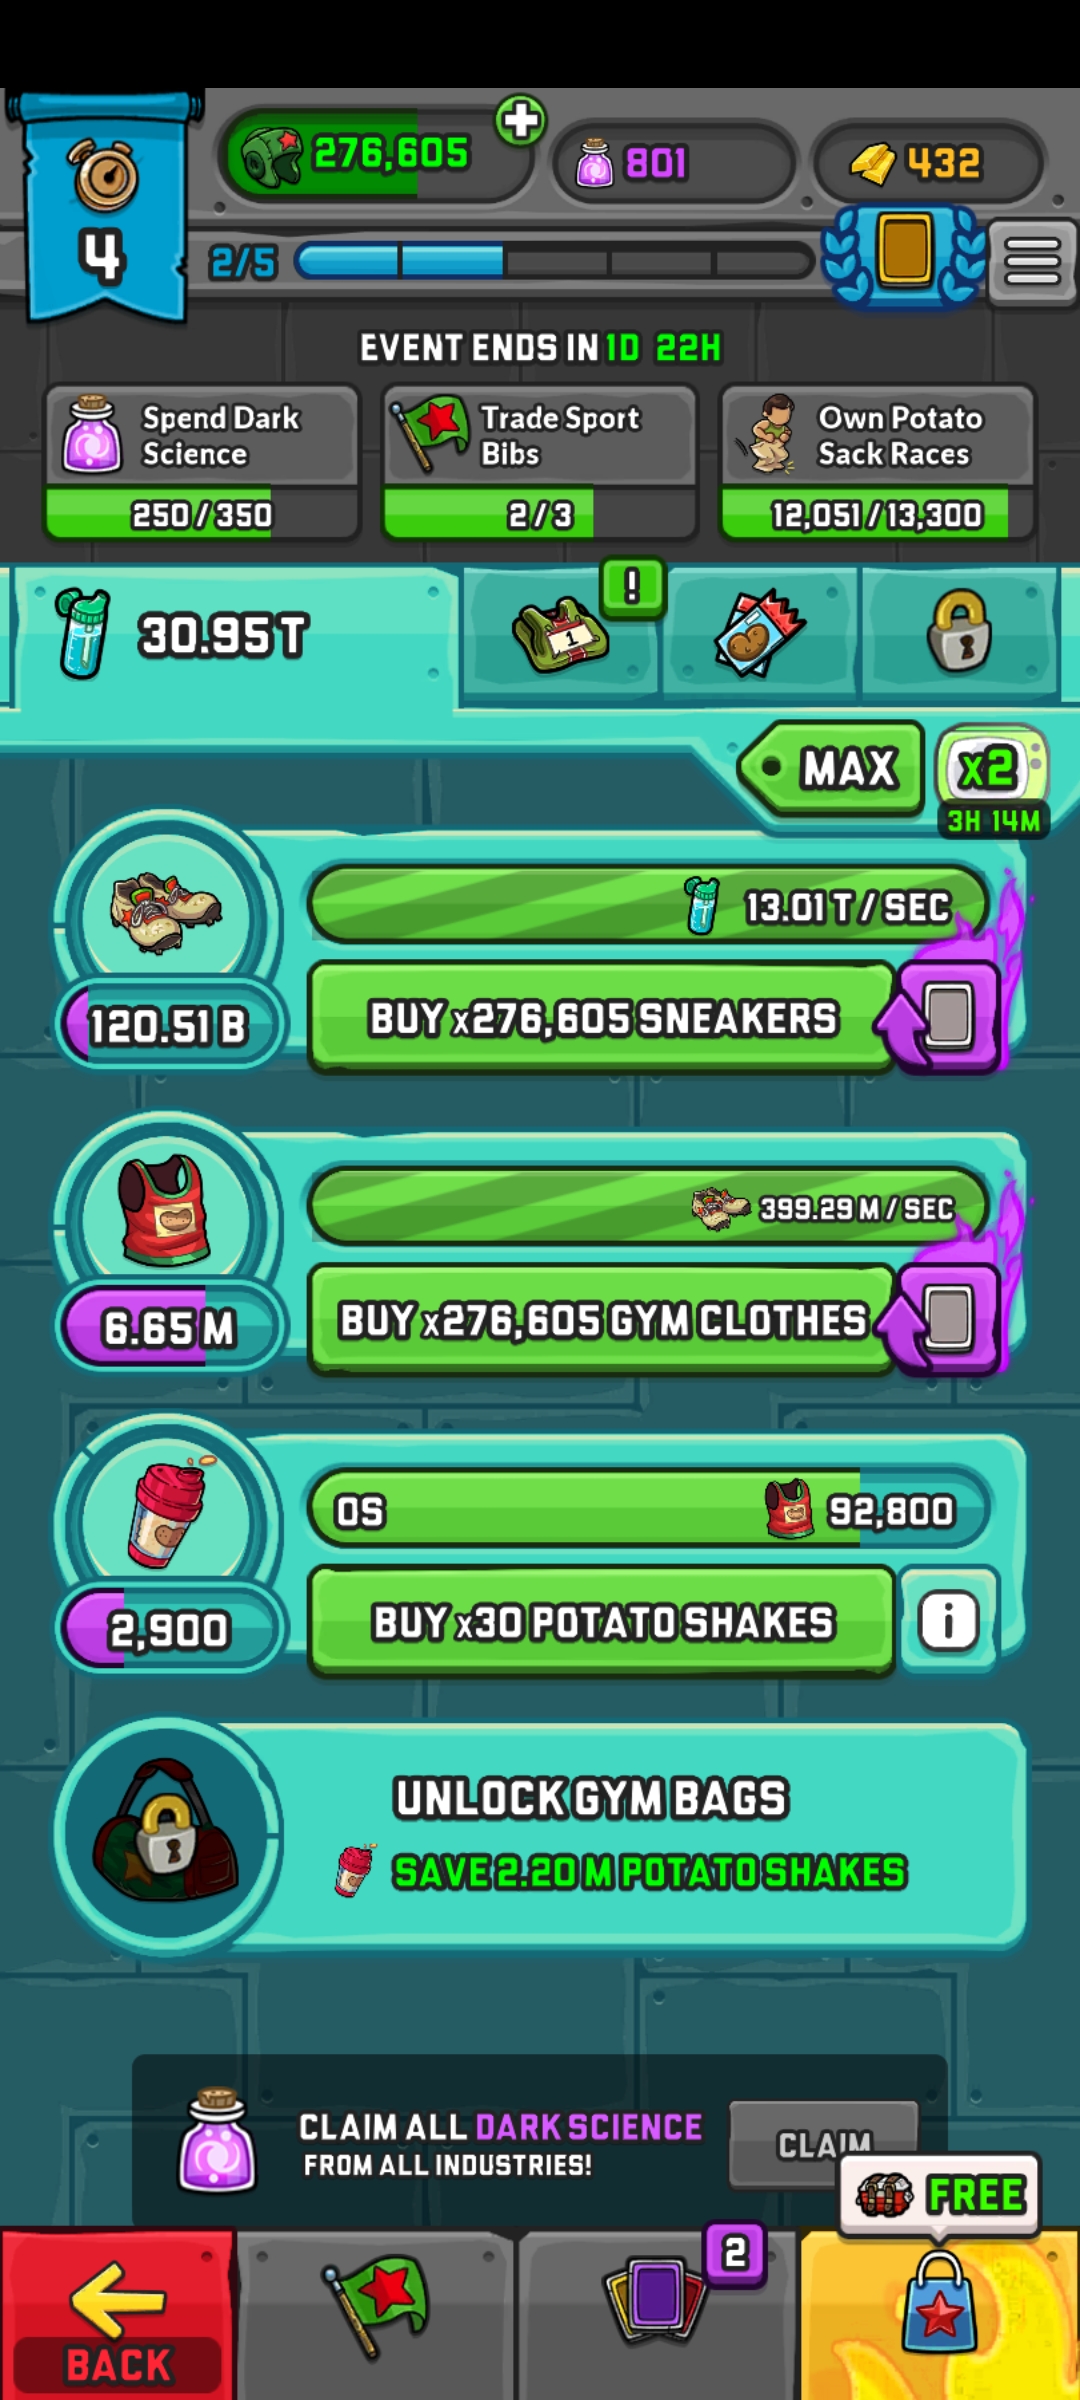 276,605
801
432
4
2/5
EVENT ENDS IN 1D 22H
Spend Dark
Science
250/350
Trade Sport
Bibs
2/3
Own Potato
Sack Races
12,051/13,300
30.95 T
!
1
MAX
x2
3H 14M
13.01 T / SEC
120.51 B
BUY x276,605 SNEAKERS
399.29 M / SEC
6.65 M
BUY x276,605 GYM CLOTHES
0S
92,800
2,900
BUY x30 POTATO SHAKES
i
UNLOCK GYM BAGS
SAVE 2.20 M POTATO SHAKES
CLAIM ALL DARK SCIENCE
FROM ALL INDUSTRIES!
CLAIM
FREE
2
BACK